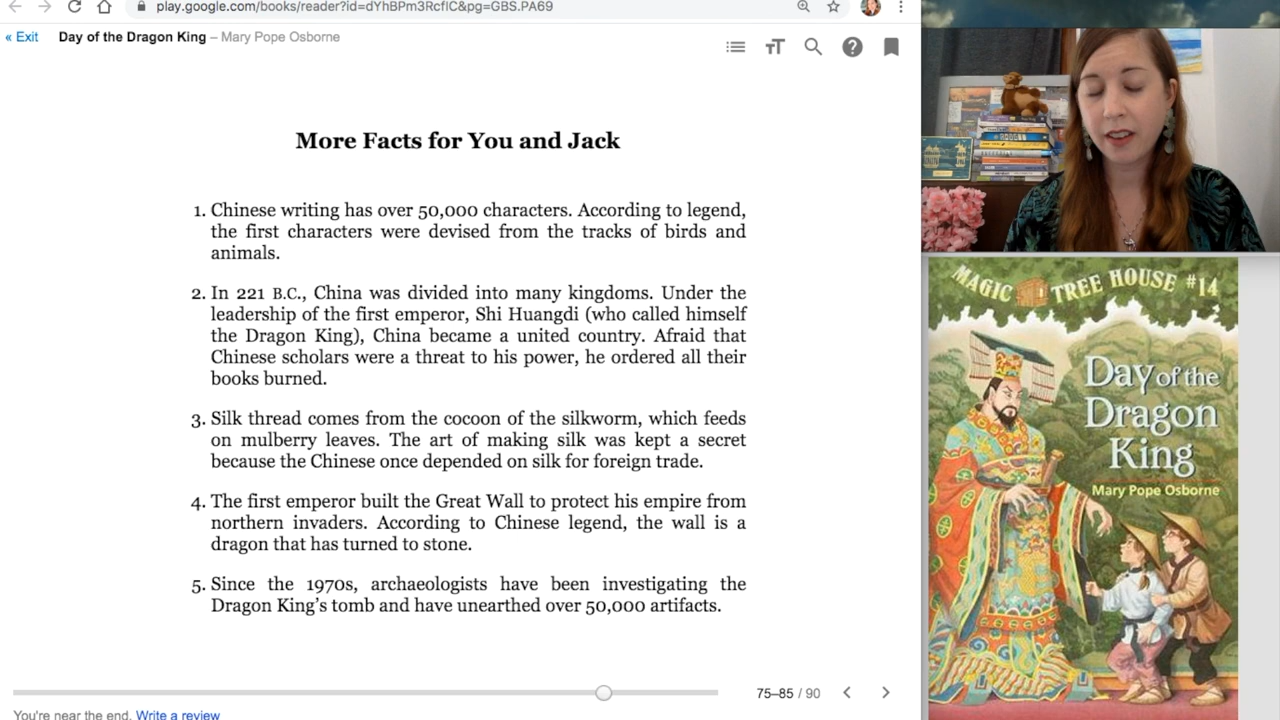 play.google.com/books/reader?id=dYhBPm3RcfIC&pg=GBS.PA69
« Exit Day of the Dragon King – Mary Pope Osborne
More Facts for You and Jack
1. Chinese writing has over 50,000 characters. According to legend,
the first characters were devised from the tracks of birds and
animals.
2. In 221 B.C., China was divided into many kingdoms. Under the
leadership of the first emperor, Shi Huangdi (who called himself
the Dragon King), China became a united country. Afraid that
Chinese scholars were a threat to his power, he ordered all their
books burned.
3. Silk thread comes from the cocoon of the silkworm, which feeds
on mulberry leaves. The art of making silk was kept a secret
because the Chinese once depended on silk for foreign trade.
4. The first emperor built the Great Wall to protect his empire from
northern invaders. According to Chinese legend, the wall is a
dragon that has turned to stone.
5. Since the 1970s, archaeologists have been investigating the
Dragon King's tomb and have unearthed over 50,000 artifacts.
75–85 / 90
You're near the end. Write a review
MAGIC TREE HOUSE #14
Day of the
Dragon
King
Mary Pope Osborne